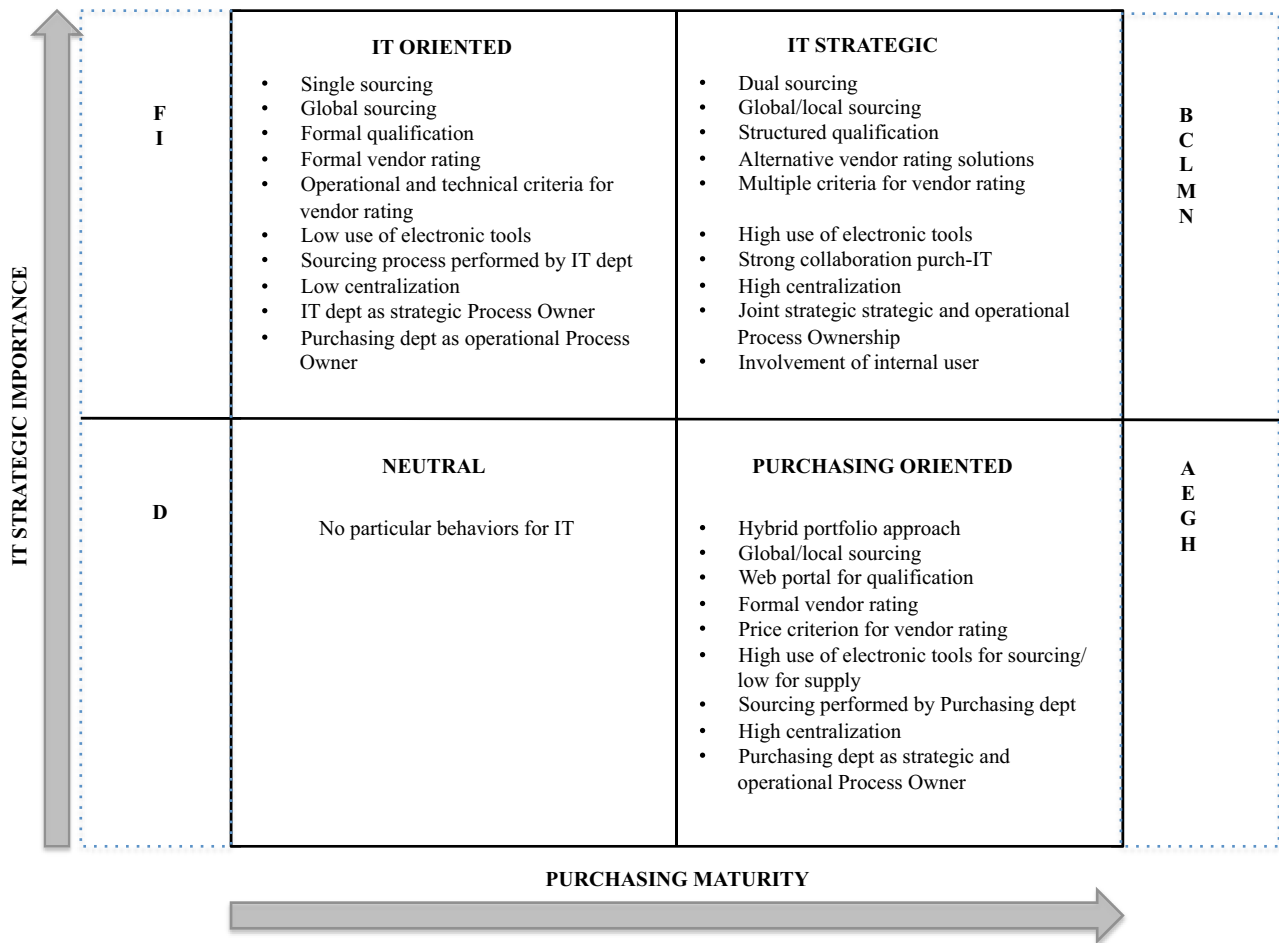 IT STRATEGIC IMPORTANCE
F
I
IT ORIENTED
• Single sourcing
• Global sourcing
• Formal qualification
• Formal vendor rating
• Operational and technical criteria for
vendor rating
• Low use of electronic tools
• Sourcing process performed by IT dept
• Low centralization
• IT dept as strategic Process Owner
• Purchasing dept as operational Process
Owner
IT STRATEGIC
• Dual sourcing
• Global/local sourcing
• Structured qualification
• Alternative vendor rating solutions
• Multiple criteria for vendor rating
• High use of electronic tools
• Strong collaboration purch-IT
• High centralization
• Joint strategic strategic and operational
Process Ownership
• Involvement of internal user
B
C
L
M
N
D
NEUTRAL
No particular behaviors for IT
PURCHASING ORIENTED
• Hybrid portfolio approach
• Global/local sourcing
• Web portal for qualification
• Formal vendor rating
• Price criterion for vendor rating
• High use of electronic tools for sourcing/
low for supply
• Sourcing performed by Purchasing dept
• High centralization
• Purchasing dept as strategic and
operational Process Owner
A
E
G
H
PURCHASING MATURITY